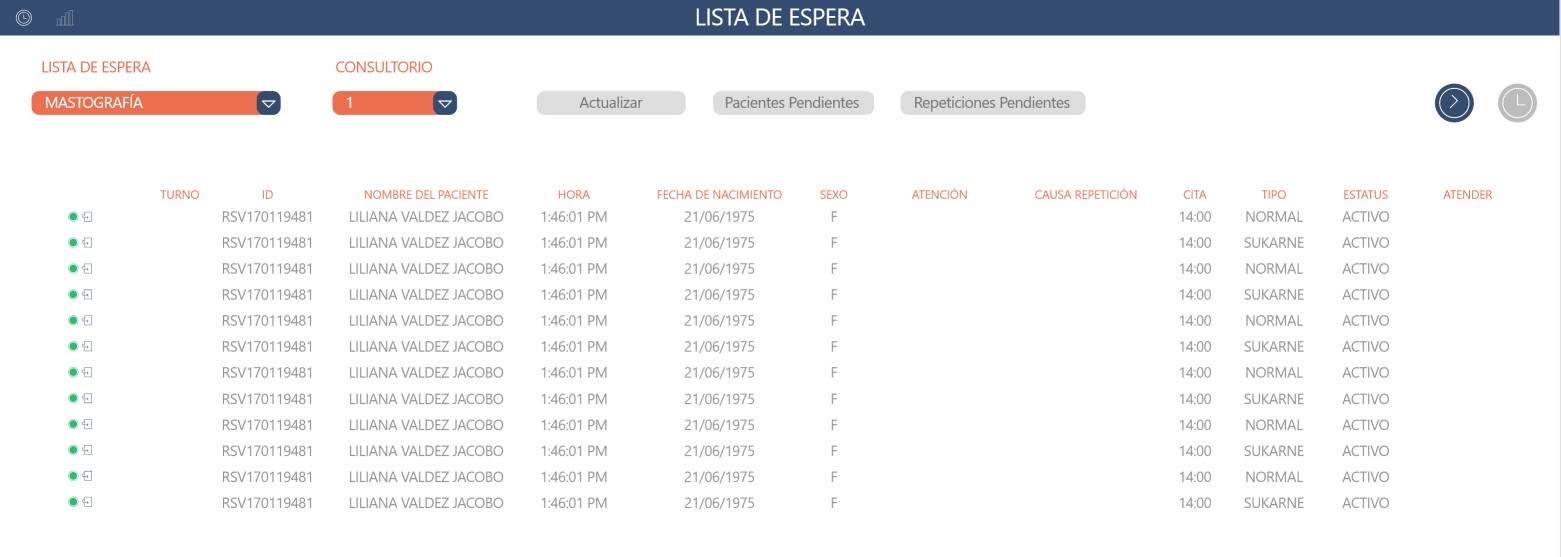 LISTA DE ESPERA
LISTA DE ESPERA CONSULTORIO
MASTOGRAFÍA 1 Actualizar Pacientes Pendientes Repeticiones Pendientes
TURNO ID NOMBRE DEL PACIENTE HORA FECHA DE NACIMIENTO SEXO ATENCIÓN CAUSA REPETICIÓN CITA TIPO ESTATUS ATENDER
RSV170119481 LILIANA VALDEZ JACOBO 1:46:01 PM 21/06/1975 F 14:00 NORMAL ACTIVO
RSV170119481 LILIANA VALDEZ JACOBO 1:46:01 PM 21/06/1975 F 14:00 SUKARNE ACTIVO
RSV170119481 LILIANA VALDEZ JACOBO 1:46:01 PM 21/06/1975 F 14:00 NORMAL ACTIVO
RSV170119481 LILIANA VALDEZ JACOBO 1:46:01 PM 21/06/1975 F 14:00 SUKARNE ACTIVO
RSV170119481 LILIANA VALDEZ JACOBO 1:46:01 PM 21/06/1975 F 14:00 NORMAL ACTIVO
RSV170119481 LILIANA VALDEZ JACOBO 1:46:01 PM 21/06/1975 F 14:00 SUKARNE ACTIVO
RSV170119481 LILIANA VALDEZ JACOBO 1:46:01 PM 21/06/1975 F 14:00 NORMAL ACTIVO
RSV170119481 LILIANA VALDEZ JACOBO 1:46:01 PM 21/06/1975 F 14:00 SUKARNE ACTIVO
RSV170119481 LILIANA VALDEZ JACOBO 1:46:01 PM 21/06/1975 F 14:00 NORMAL ACTIVO
RSV170119481 LILIANA VALDEZ JACOBO 1:46:01 PM 21/06/1975 F 14:00 SUKARNE ACTIVO
RSV170119481 LILIANA VALDEZ JACOBO 1:46:01 PM 21/06/1975 F 14:00 NORMAL ACTIVO
RSV170119481 LILIANA VALDEZ JACOBO 1:46:01 PM 21/06/1975 F 14:00 SUKARNE ACTIVO